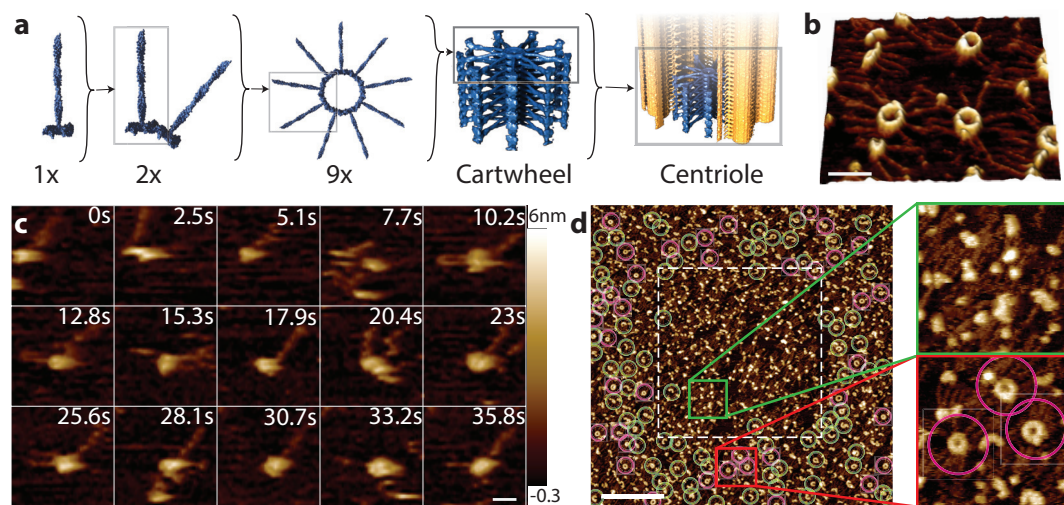 a
1x
2x
9x
Cartwheel
Centriole
b
c
0s
2.5s
5.1s
7.7s
10.2s
12.8s
15.3s
17.9s
20.4s
23s
25.6s
28.1s
30.7s
33.2s
35.8s
6nm
-0.3
d